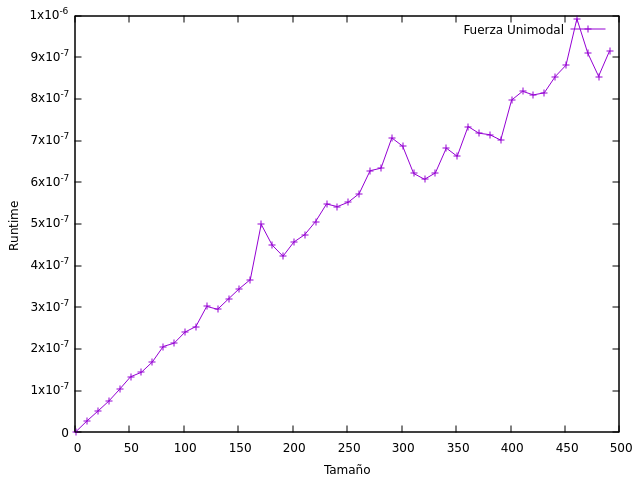 1x10^-6
Fuerza Unimodal
9x10^-7
8x10^-7
7x10^-7
6x10^-7
5x10^-7
4x10^-7
3x10^-7
2x10^-7
1x10^-7
0
Runtime
0 50 100 150 200 250 300 350 400 450 500
Tamaño